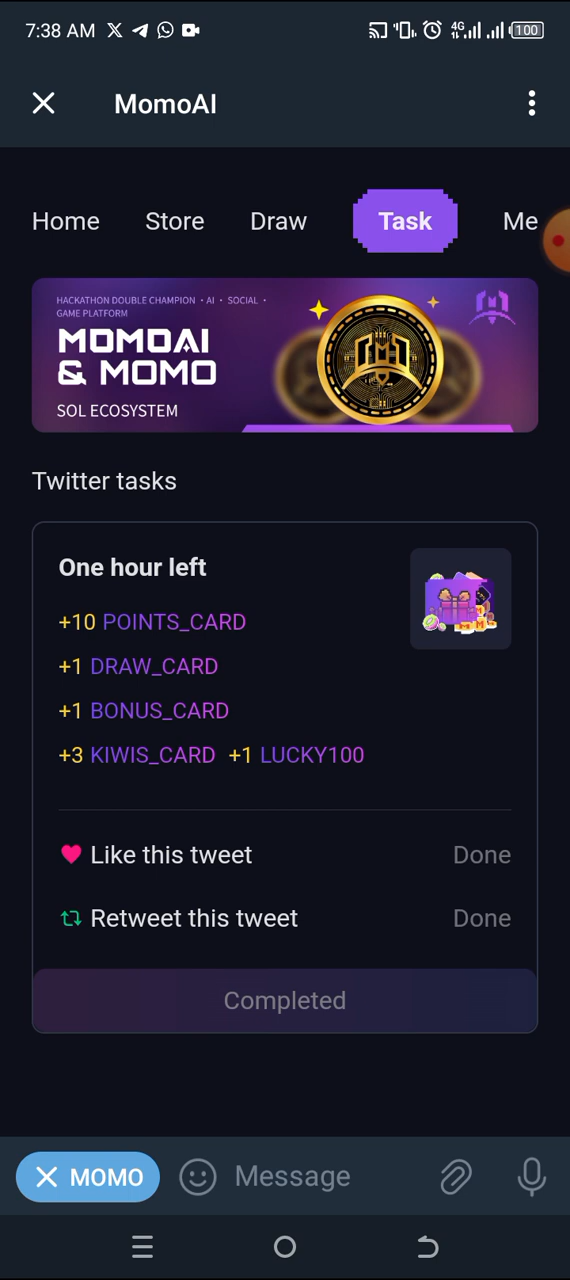 7:38 AM
4G
100
MomoAI
Home Store Draw Task Me
HACKATHON DOUBLE CHAMPION • AI • SOCIAL •
GAME PLATFORM
MOMOAI
& MOMO
SOL ECOSYSTEM
Twitter tasks
One hour left
+10 POINTS_CARD
+1 DRAW_CARD
+1 BONUS_CARD
+3 KIWIS_CARD +1 LUCKY100
Like this tweet Done
Retweet this tweet Done
Completed
MOMO Message